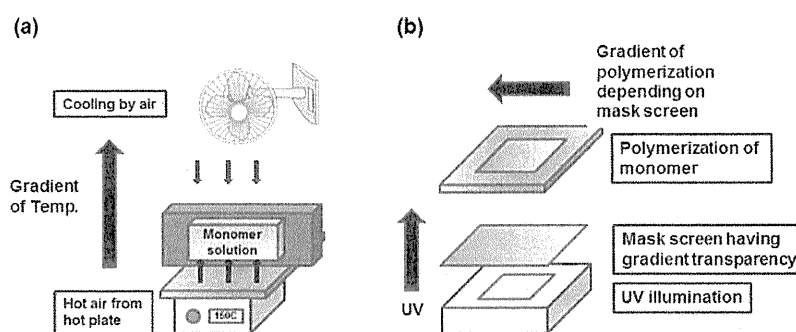 (a)
Cooling by air
Gradient
of Temp.
Monomer
solution
Hot air from
hot plate
150C
(b)
Gradient of
polymerization
depending on
mask screen
Polymerization of
monomer
Mask screen having
gradient transparency
UV
UV illumination